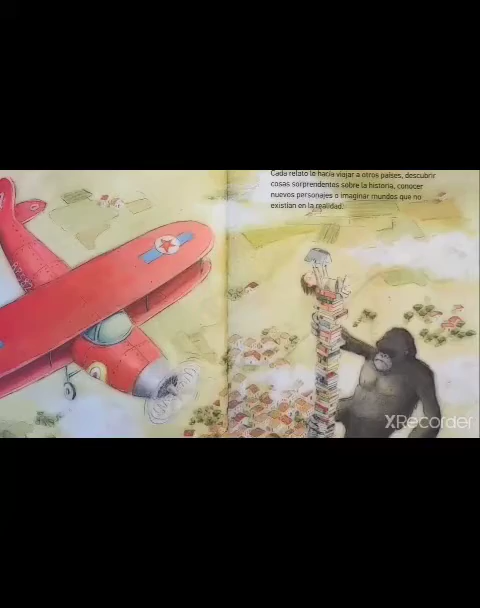 Cada relato lo hacía viajar a otros países, descubrir
cosas sorprendentes sobre la historia, conocer
nuevos personajes o imaginar mundos que no
existían en la realidad.
XRecorder